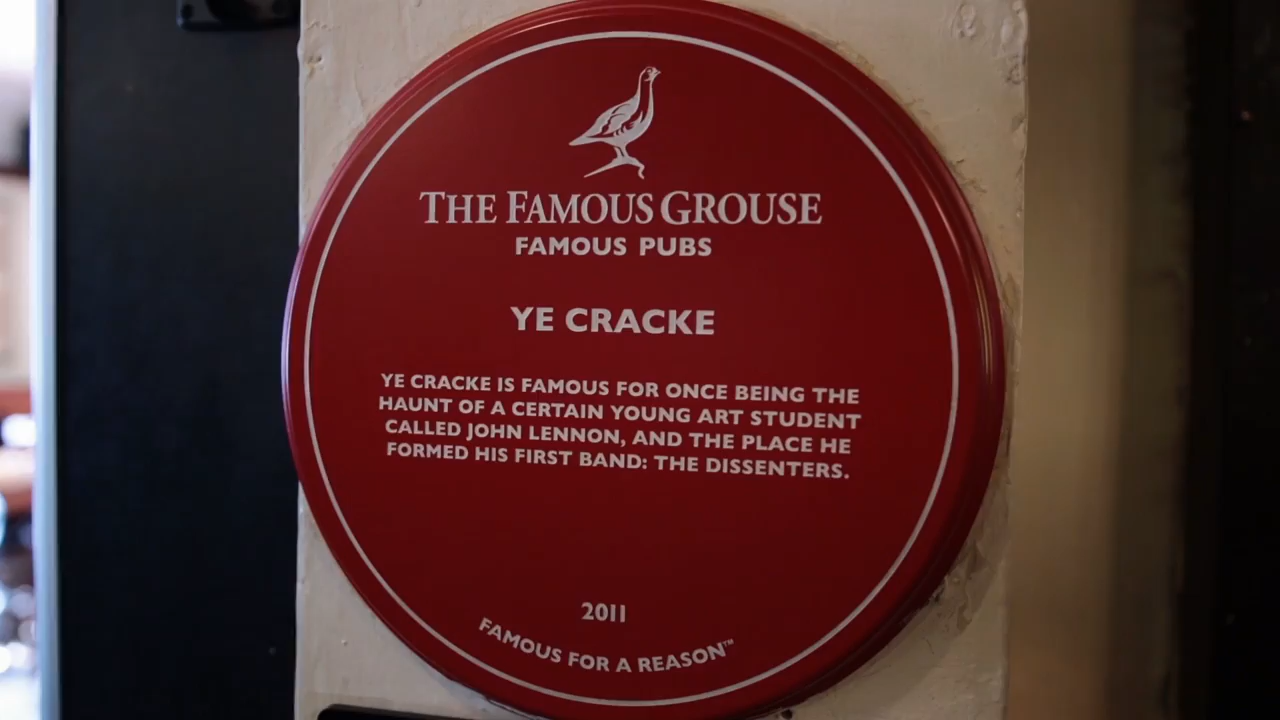 THE FAMOUS GROUSE
FAMOUS PUBS
YE CRACKE
YE CRACKE IS FAMOUS FOR ONCE BEING THE
HAUNT OF A CERTAIN YOUNG ART STUDENT
CALLED JOHN LENNON, AND THE PLACE HE
FORMED HIS FIRST BAND: THE DISSENTERS.
2011
FAMOUS FOR A REASON™